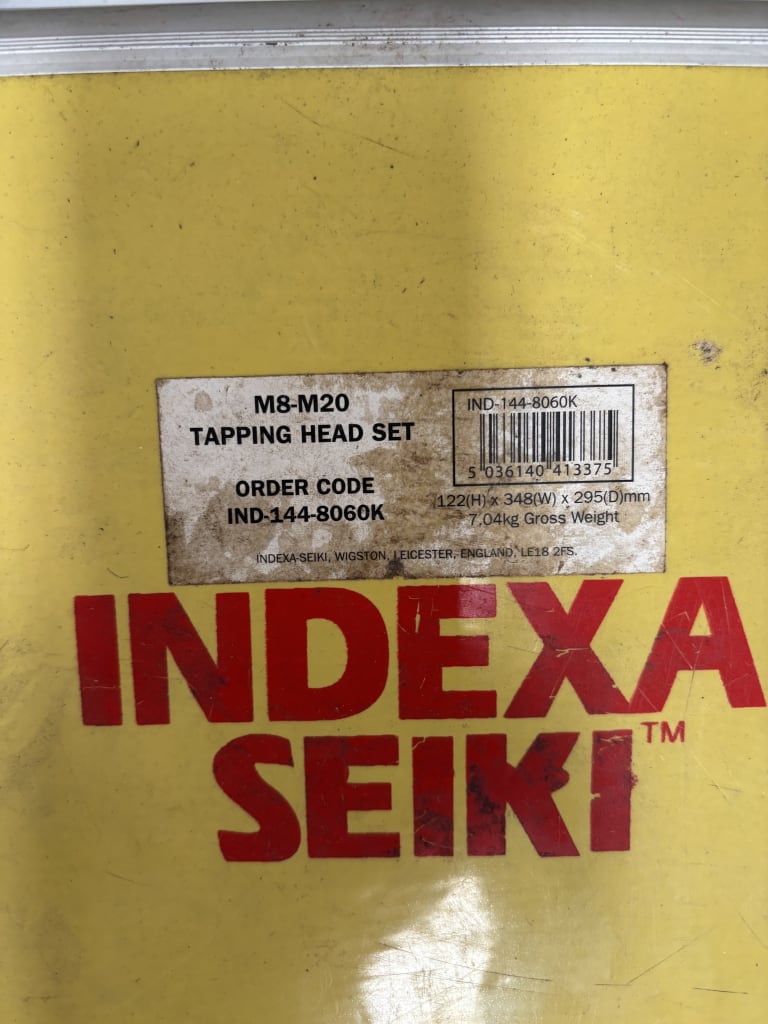 M8-M20
TAPPING HEAD SET
ORDER CODE
IND-144-8060K
IND-144-8060K
5 036140 413375
122(H) x 348(W) x 295(D)mm
7.04kg Gross Weight
INDEXA-SEIKI, WIGSTON, LEICESTER, ENGLAND, LE18 2FS.
INDEXA
SEIKI™